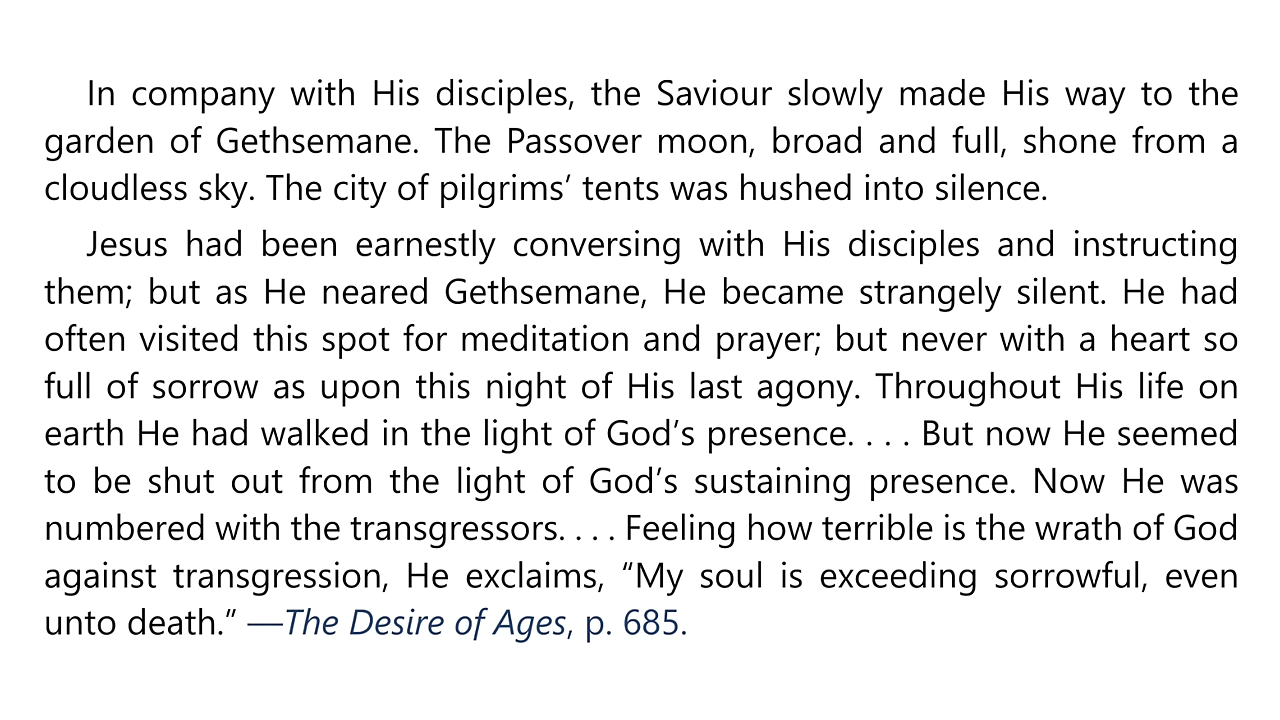 In company with His disciples, the Saviour slowly made His way to the
garden of Gethsemane. The Passover moon, broad and full, shone from a
cloudless sky. The city of pilgrims’ tents was hushed into silence.
Jesus had been earnestly conversing with His disciples and instructing
them; but as He neared Gethsemane, He became strangely silent. He had
often visited this spot for meditation and prayer; but never with a heart so
full of sorrow as upon this night of His last agony. Throughout His life on
earth He had walked in the light of God’s presence. . . . But now He seemed
to be shut out from the light of God’s sustaining presence. Now He was
numbered with the transgressors. . . . Feeling how terrible is the wrath of God
against transgression, He exclaims, “My soul is exceeding sorrowful, even
unto death.” —The Desire of Ages, p. 685.